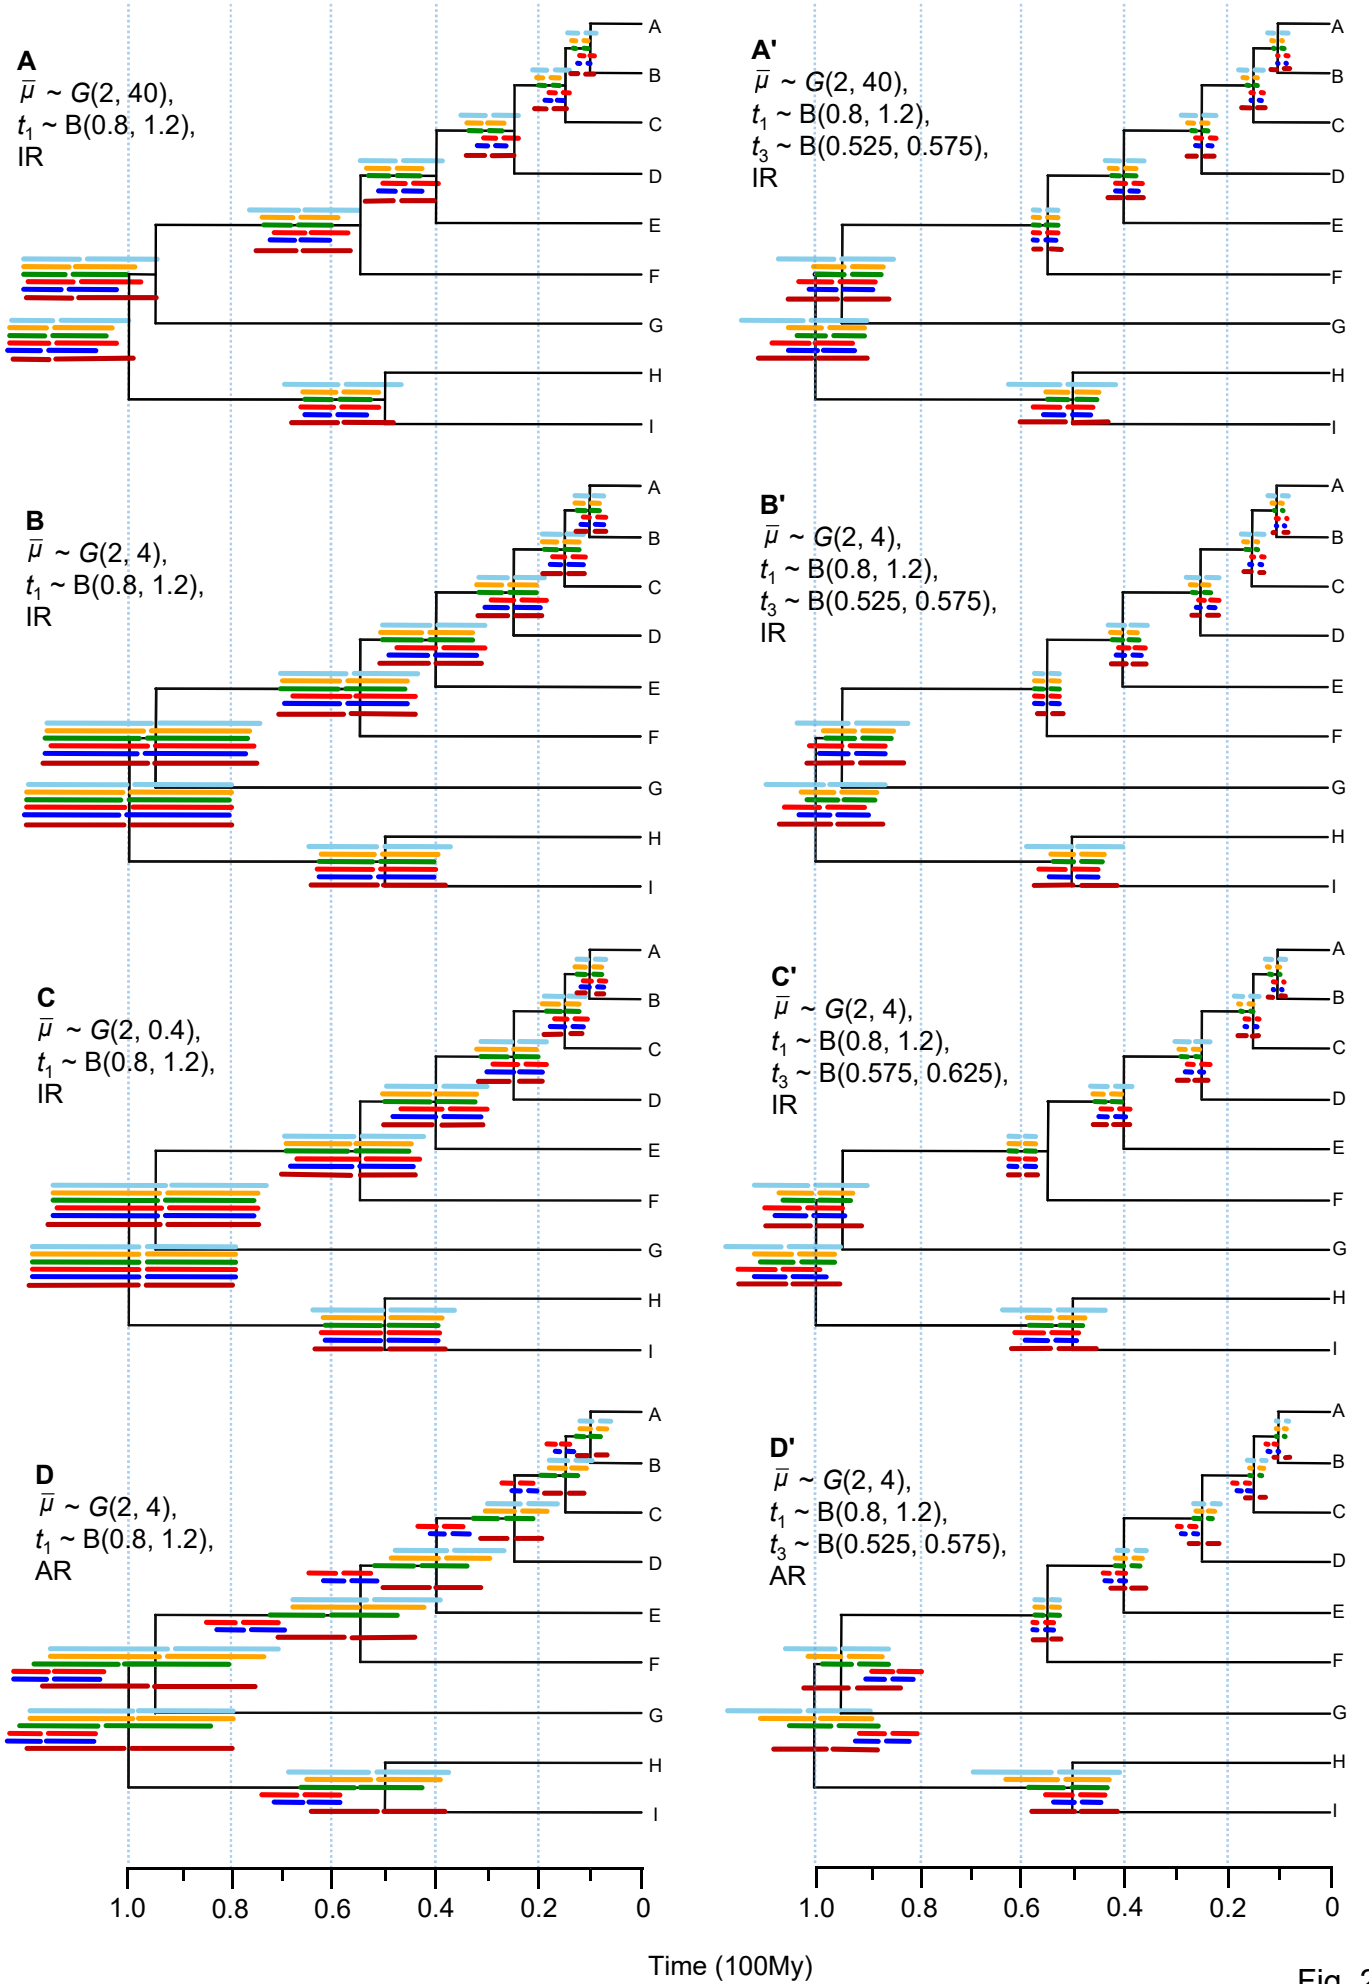 A
μ̄ ~ G(2, 40),
t₁ ~ B(0.8, 1.2),
IR
A
B
C
D
E
F
G
H
I
A'
μ̄ ~ G(2, 40),
t₁ ~ B(0.8, 1.2),
t₃ ~ B(0.525, 0.575),
IR
A
B
C
D
E
F
G
H
I
B
μ̄ ~ G(2, 4),
t₁ ~ B(0.8, 1.2),
IR
A
B
C
D
E
F
G
H
I
B'
μ̄ ~ G(2, 4),
t₁ ~ B(0.8, 1.2),
t₃ ~ B(0.525, 0.575),
IR
A
B
C
D
E
F
G
H
I
C
μ̄ ~ G(2, 0.4),
t₁ ~ B(0.8, 1.2),
IR
A
B
C
D
E
F
G
H
I
C'
μ̄ ~ G(2, 4),
t₁ ~ B(0.8, 1.2),
t₃ ~ B(0.575, 0.625),
IR
A
B
C
D
E
F
G
H
I
D
μ̄ ~ G(2, 4),
t₁ ~ B(0.8, 1.2),
AR
A
B
C
D
E
F
G
H
I
D'
μ̄ ~ G(2, 4),
t₁ ~ B(0.8, 1.2),
t₃ ~ B(0.525, 0.575),
AR
A
B
C
D
E
F
G
H
I
1.0 0.8 0.6 0.4 0.2 0
1.0 0.8 0.6 0.4 0.2 0
Time (100My)
Fig.